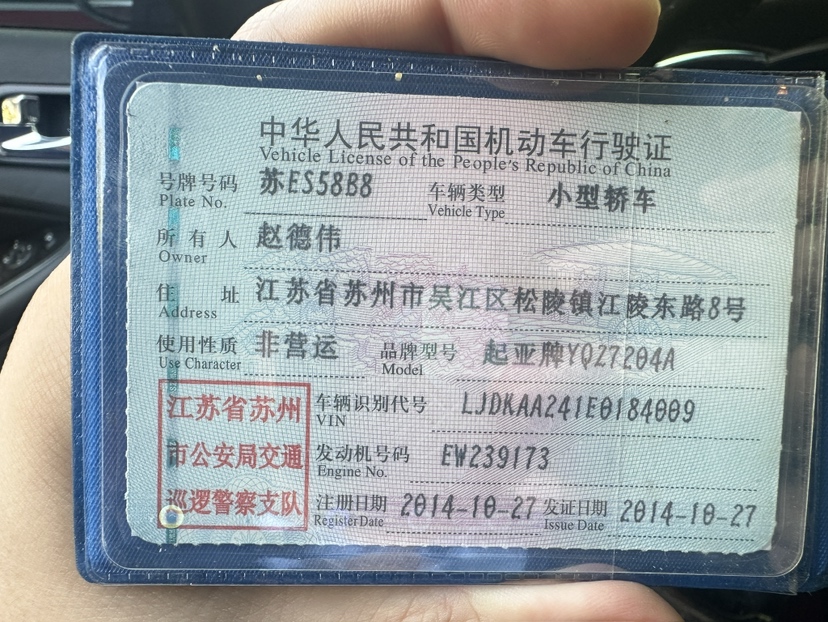 中华人民共和国机动车行驶证
Vehicle License of the People's Republic of China
号牌号码 苏ES58B8 车辆类型 小型轿车
Plate No. Vehicle Type
所有人 赵德伟
Owner
住址 江苏省苏州市吴江区松陵镇江陵东路8号
Address
使用性质 非营运 品牌型号 起亚牌YQZ7204A
Use Character Model
江苏省苏州 车辆识别代号 LJDKAA241E0184009
VIN
市公安局交通 发动机号码 EW239173
Engine No.
巡逻警察支队 注册日期 2014-10-27 发证日期 2014-10-27
Register Date Issue Date